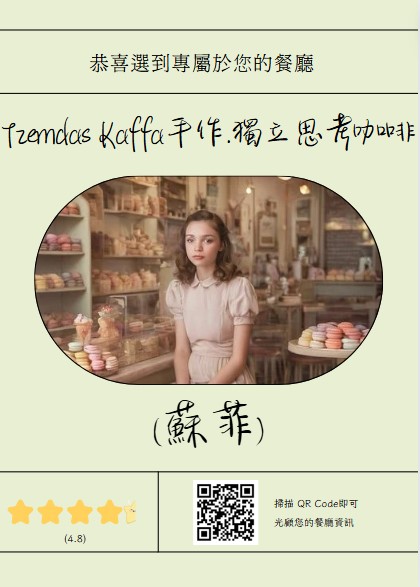 恭喜選到專屬於您的餐廳
Tzemdas Kaffa手作.獨立思考咖啡
(蘇菲)
(4.8)
掃描 QR Code即可
光顧您的餐廳資訊